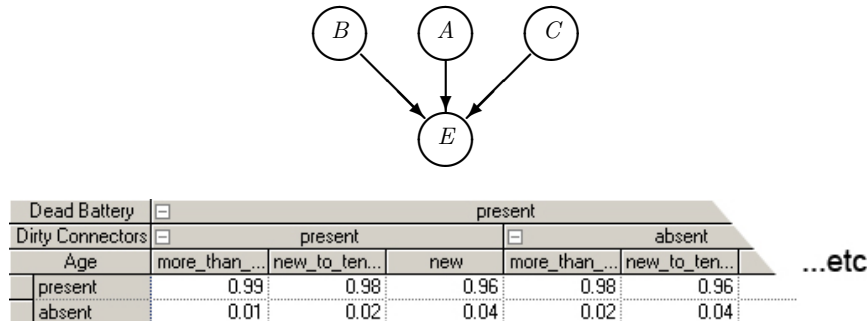 B A C
E
Dead Battery present
Dirty Connectors present absent
Age more_than_... new_to_ten... new more_than_... new_to_ten...
...etc
present 0.99 0.98 0.96 0.98 0.96
absent 0.01 0.02 0.04 0.02 0.04